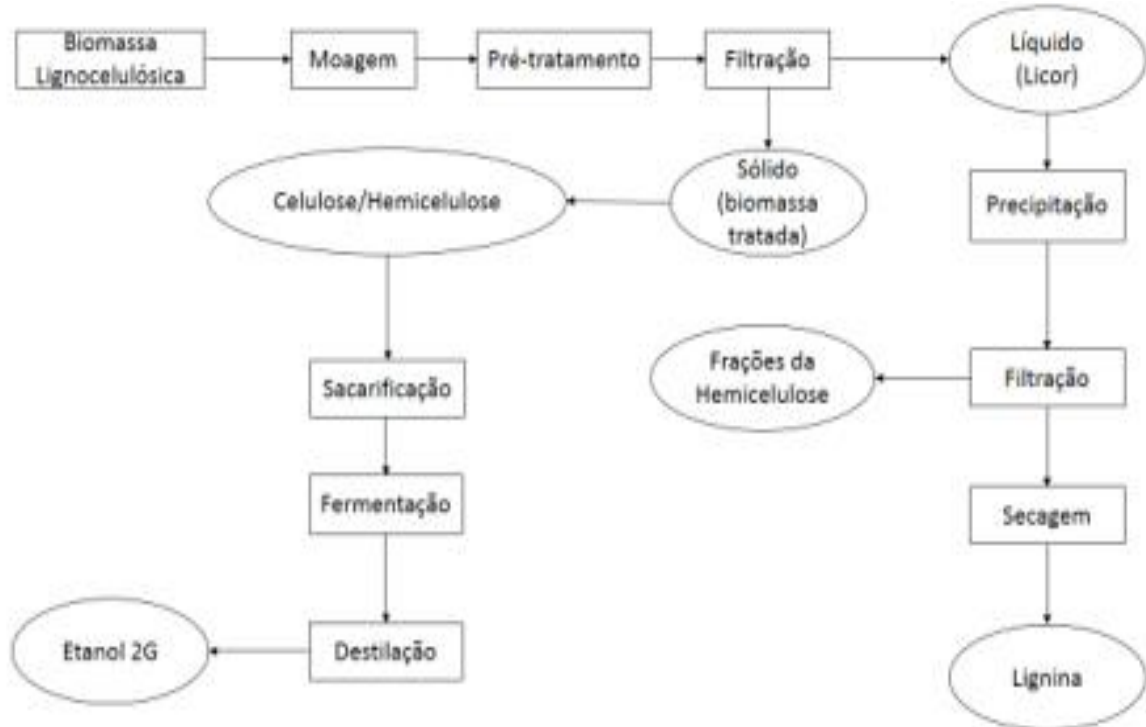 Biomassa
Lignocelulósica
Moagem
Pré-tratamento
Filtração
Líquido
(Licor)
Celulose/Hemicelulose
Sólido
(biomassa
tratada)
Precipitação
Sacarificação
Frações da
Hemicelulose
Filtração
Fermentação
Secagem
Etanol 2G
Destilação
Lignina